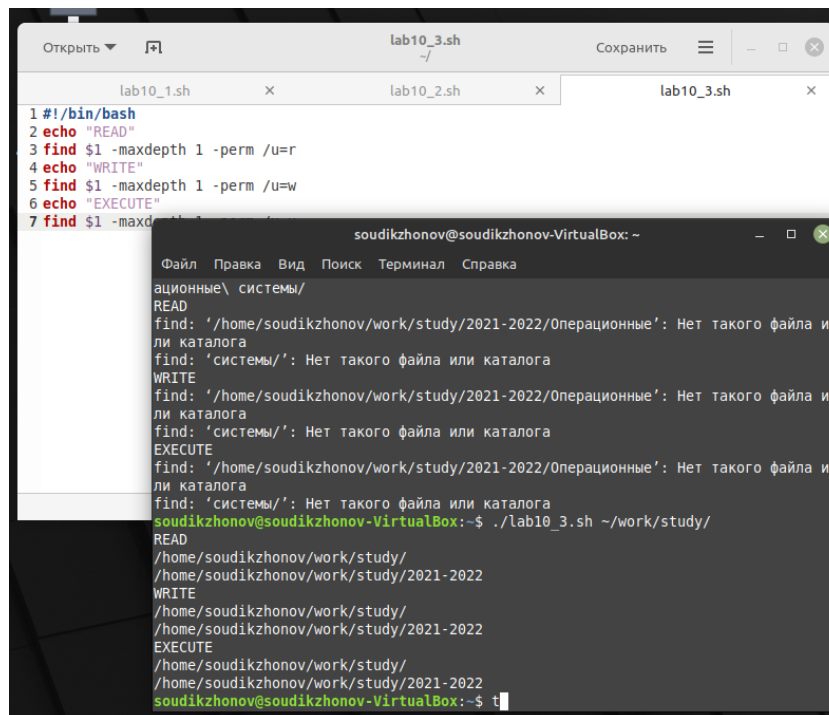 Открыть
lab10_3.sh
~/
Сохранить
lab10_1.sh
lab10_2.sh
lab10_3.sh
1 #!/bin/bash
2 echo "READ"
3 find $1 -maxdepth 1 -perm /u=r
4 echo "WRITE"
5 find $1 -maxdepth 1 -perm /u=w
6 echo "EXECUTE"
7 find $1 -maxd
soudikzhonov@soudikzhonov-VirtualBox: ~
Файл Правка Вид Поиск Терминал Справка
ационные\ системы/
READ
find: ‘/home/soudikzhonov/work/study/2021-2022/Операционные’: Нет такого файла и
ли каталога
find: ‘системы/’: Нет такого файла или каталога
WRITE
find: ‘/home/soudikzhonov/work/study/2021-2022/Операционные’: Нет такого файла и
ли каталога
find: ‘системы/’: Нет такого файла или каталога
EXECUTE
find: ‘/home/soudikzhonov/work/study/2021-2022/Операционные’: Нет такого файла и
ли каталога
find: ‘системы/’: Нет такого файла или каталога
soudikzhonov@soudikzhonov-VirtualBox:~$ ./lab10_3.sh ~/work/study/
READ
/home/soudikzhonov/work/study/
/home/soudikzhonov/work/study/2021-2022
WRITE
/home/soudikzhonov/work/study/
/home/soudikzhonov/work/study/2021-2022
EXECUTE
/home/soudikzhonov/work/study/
/home/soudikzhonov/work/study/2021-2022
soudikzhonov@soudikzhonov-VirtualBox:~$ t